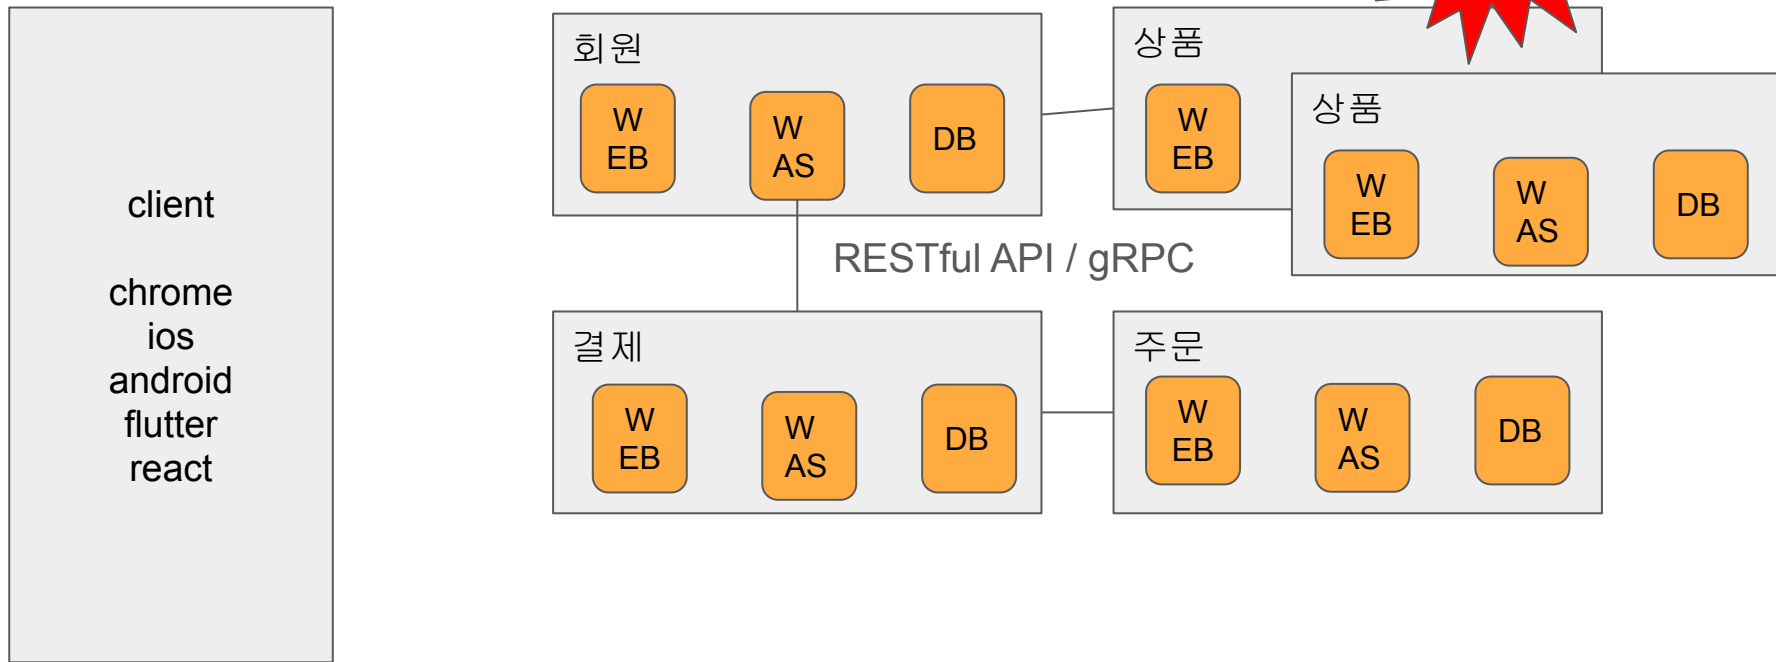 client
chrome
ios
android
flutter
react
회원
W
EB
W
AS
DB
상품
W
EB
상품
W
EB
W
AS
DB
RESTful API / gRPC
결제
W
EB
W
AS
DB
주문
W
EB
W
AS
DB